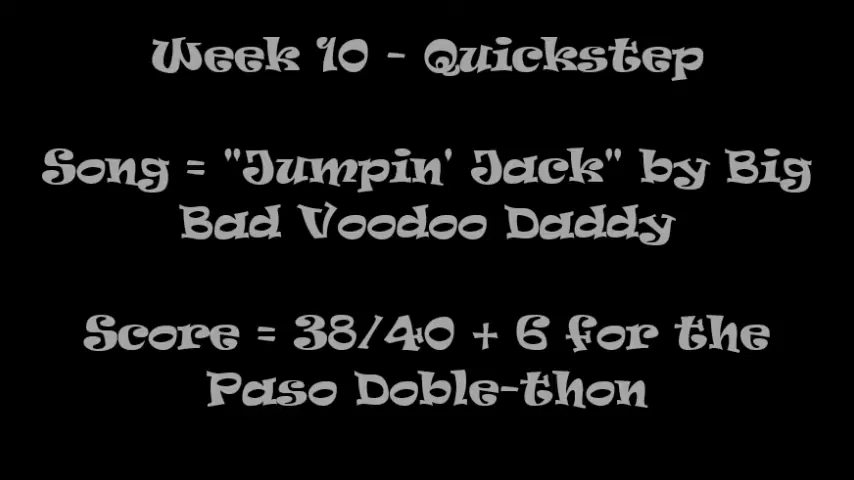 Week 10 - Quickstep
Song = "Jumpin' Jack" by Big
Bad Voodoo Daddy
Score = 38/40 + 6 for the
Paso Doble-thon